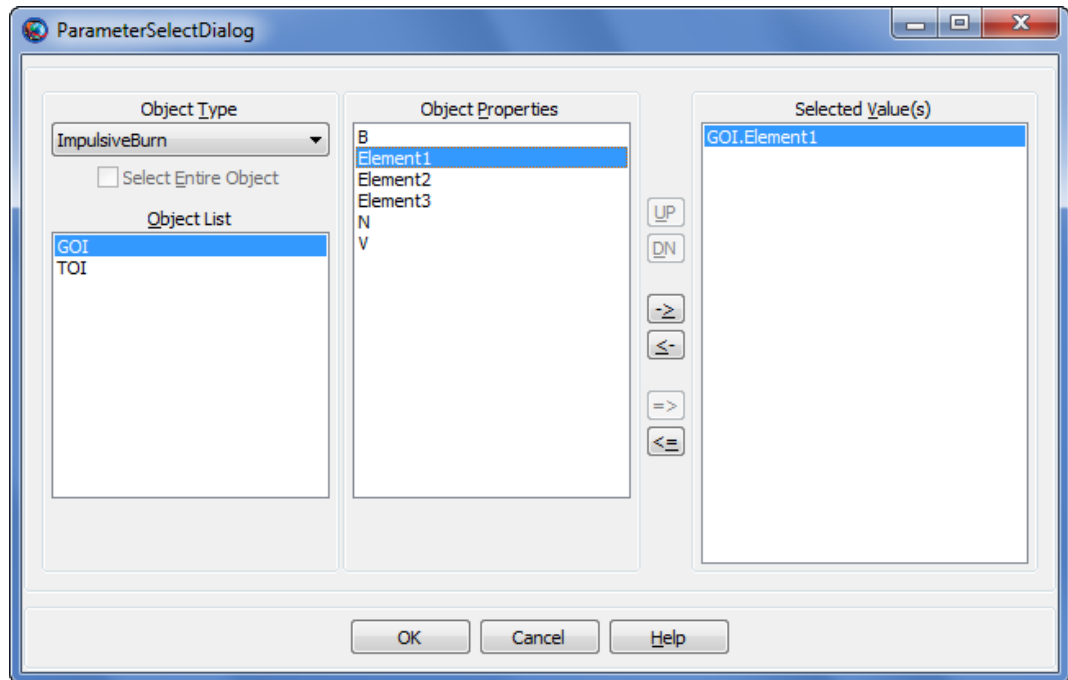 ParameterSelectDialog
Object Type
ImpulsiveBurn
Select Entire Object
Object List
GOI
TOI
Object Properties
B
Element1
Element2
Element3
N
V
UP
DN
->
<-
=>
<=
Selected Value(s)
GOI.Element1
OK
Cancel
Help